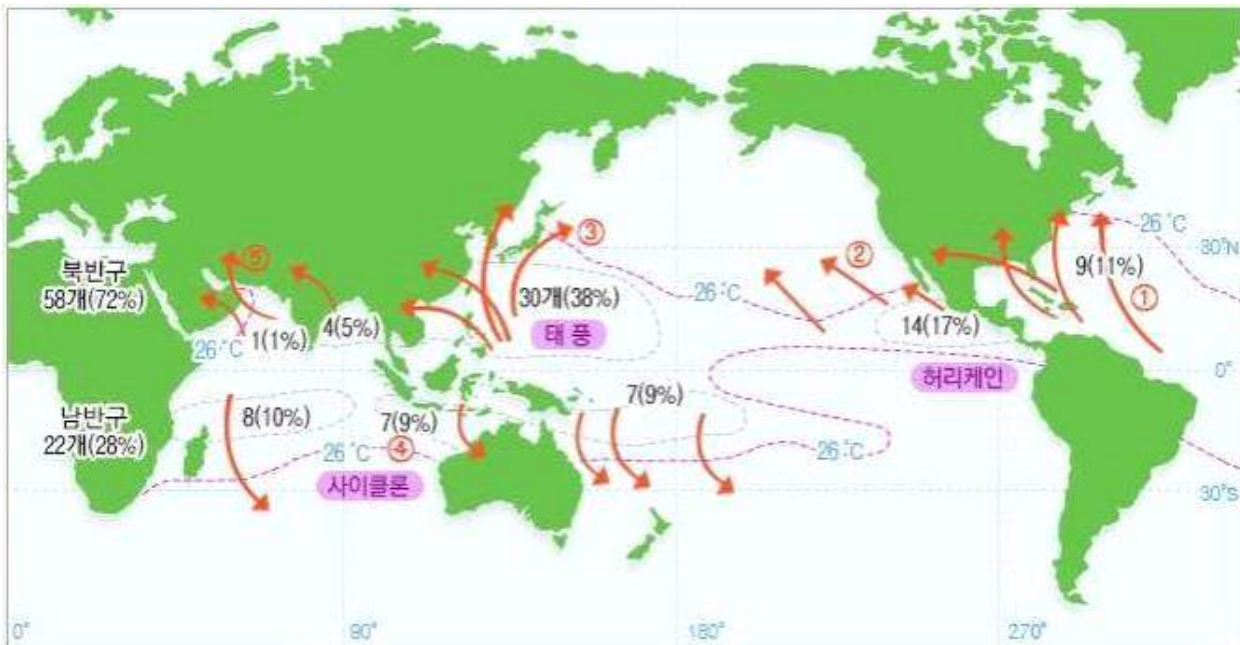 ③
26 ℃
30°N
⑤
②
북반구
58개(72%)
9(11%)
①
26 ℃
30개(38%)
4(5%)
1(1%)
14(17%)
태 풍
26 ℃
0°
허리케인
7(9%)
남반구
22개(28%)
8(10%)
7(9%)
26 ℃
④
26 ℃
사이클론
30°S
0°
90°
180°
270°